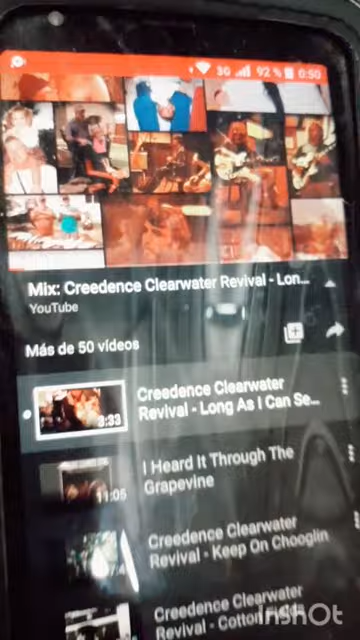 3G 92 % 0:50
Mix: Creedence Clearwater Revival - Lon...
YouTube
Más de 50 vídeos
Creedence Clearwater
Revival - Long As I Can Se...
3:33
I Heard It Through The
Grapevine
11:05
Creedence Clearwater
Revival - Keep On Chooglin
Creedence Clearwater
Revival - Cotton
InShOt